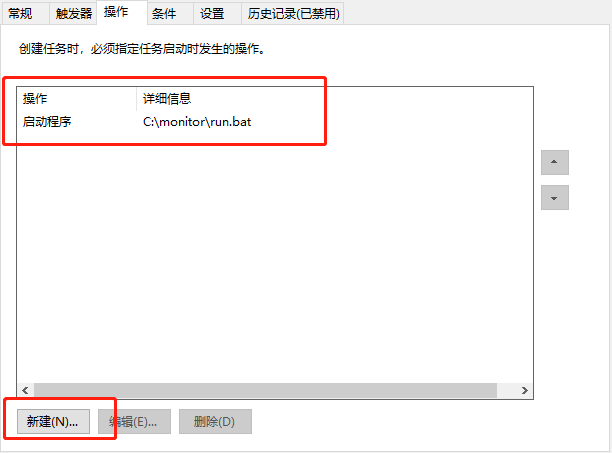 常规 触发器 操作 条件 设置 历史记录(已禁用)
创建任务时，必须指定任务启动时发生的操作。
操作 详细信息
启动程序 C:\monitor\run.bat
新建(N)... 编辑(E)... 删除(D)